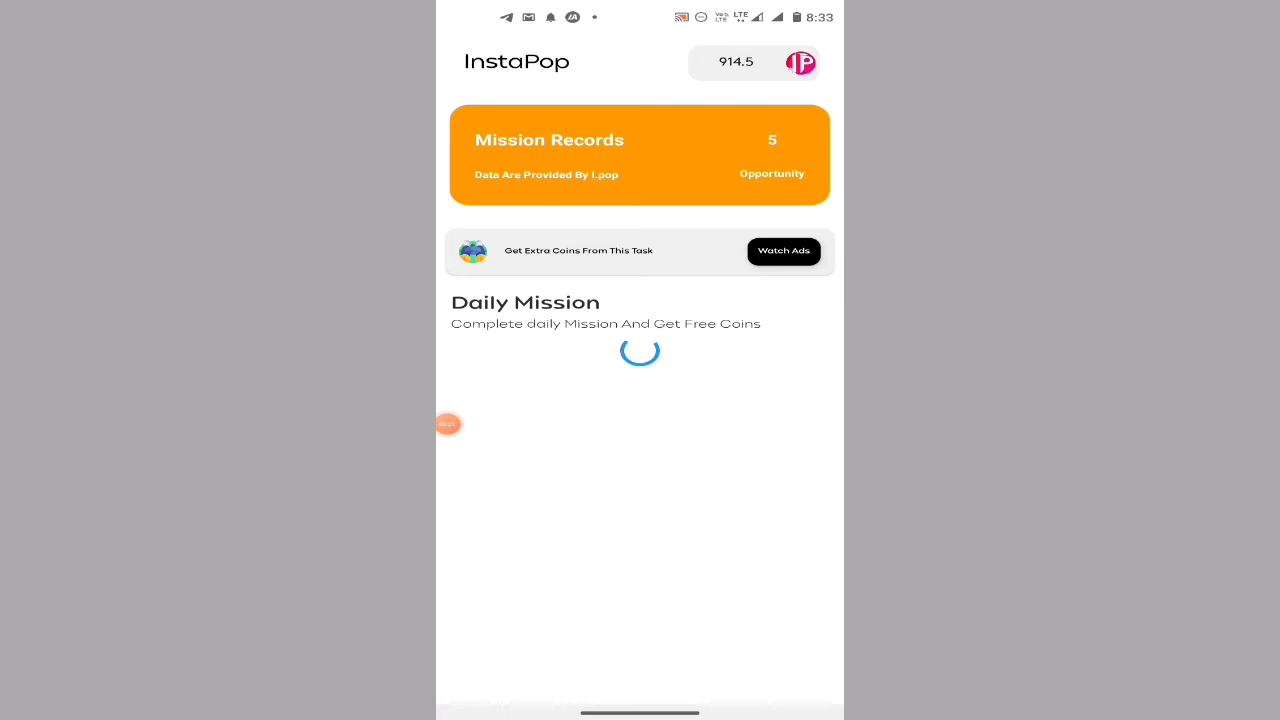 8:33
InstaPop
914.5
IP
Mission Records
5
Data Are Provided By I.pop
Opportunity
Get Extra Coins From This Task
Watch Ads
Daily Mission
Complete daily Mission And Get Free Coins